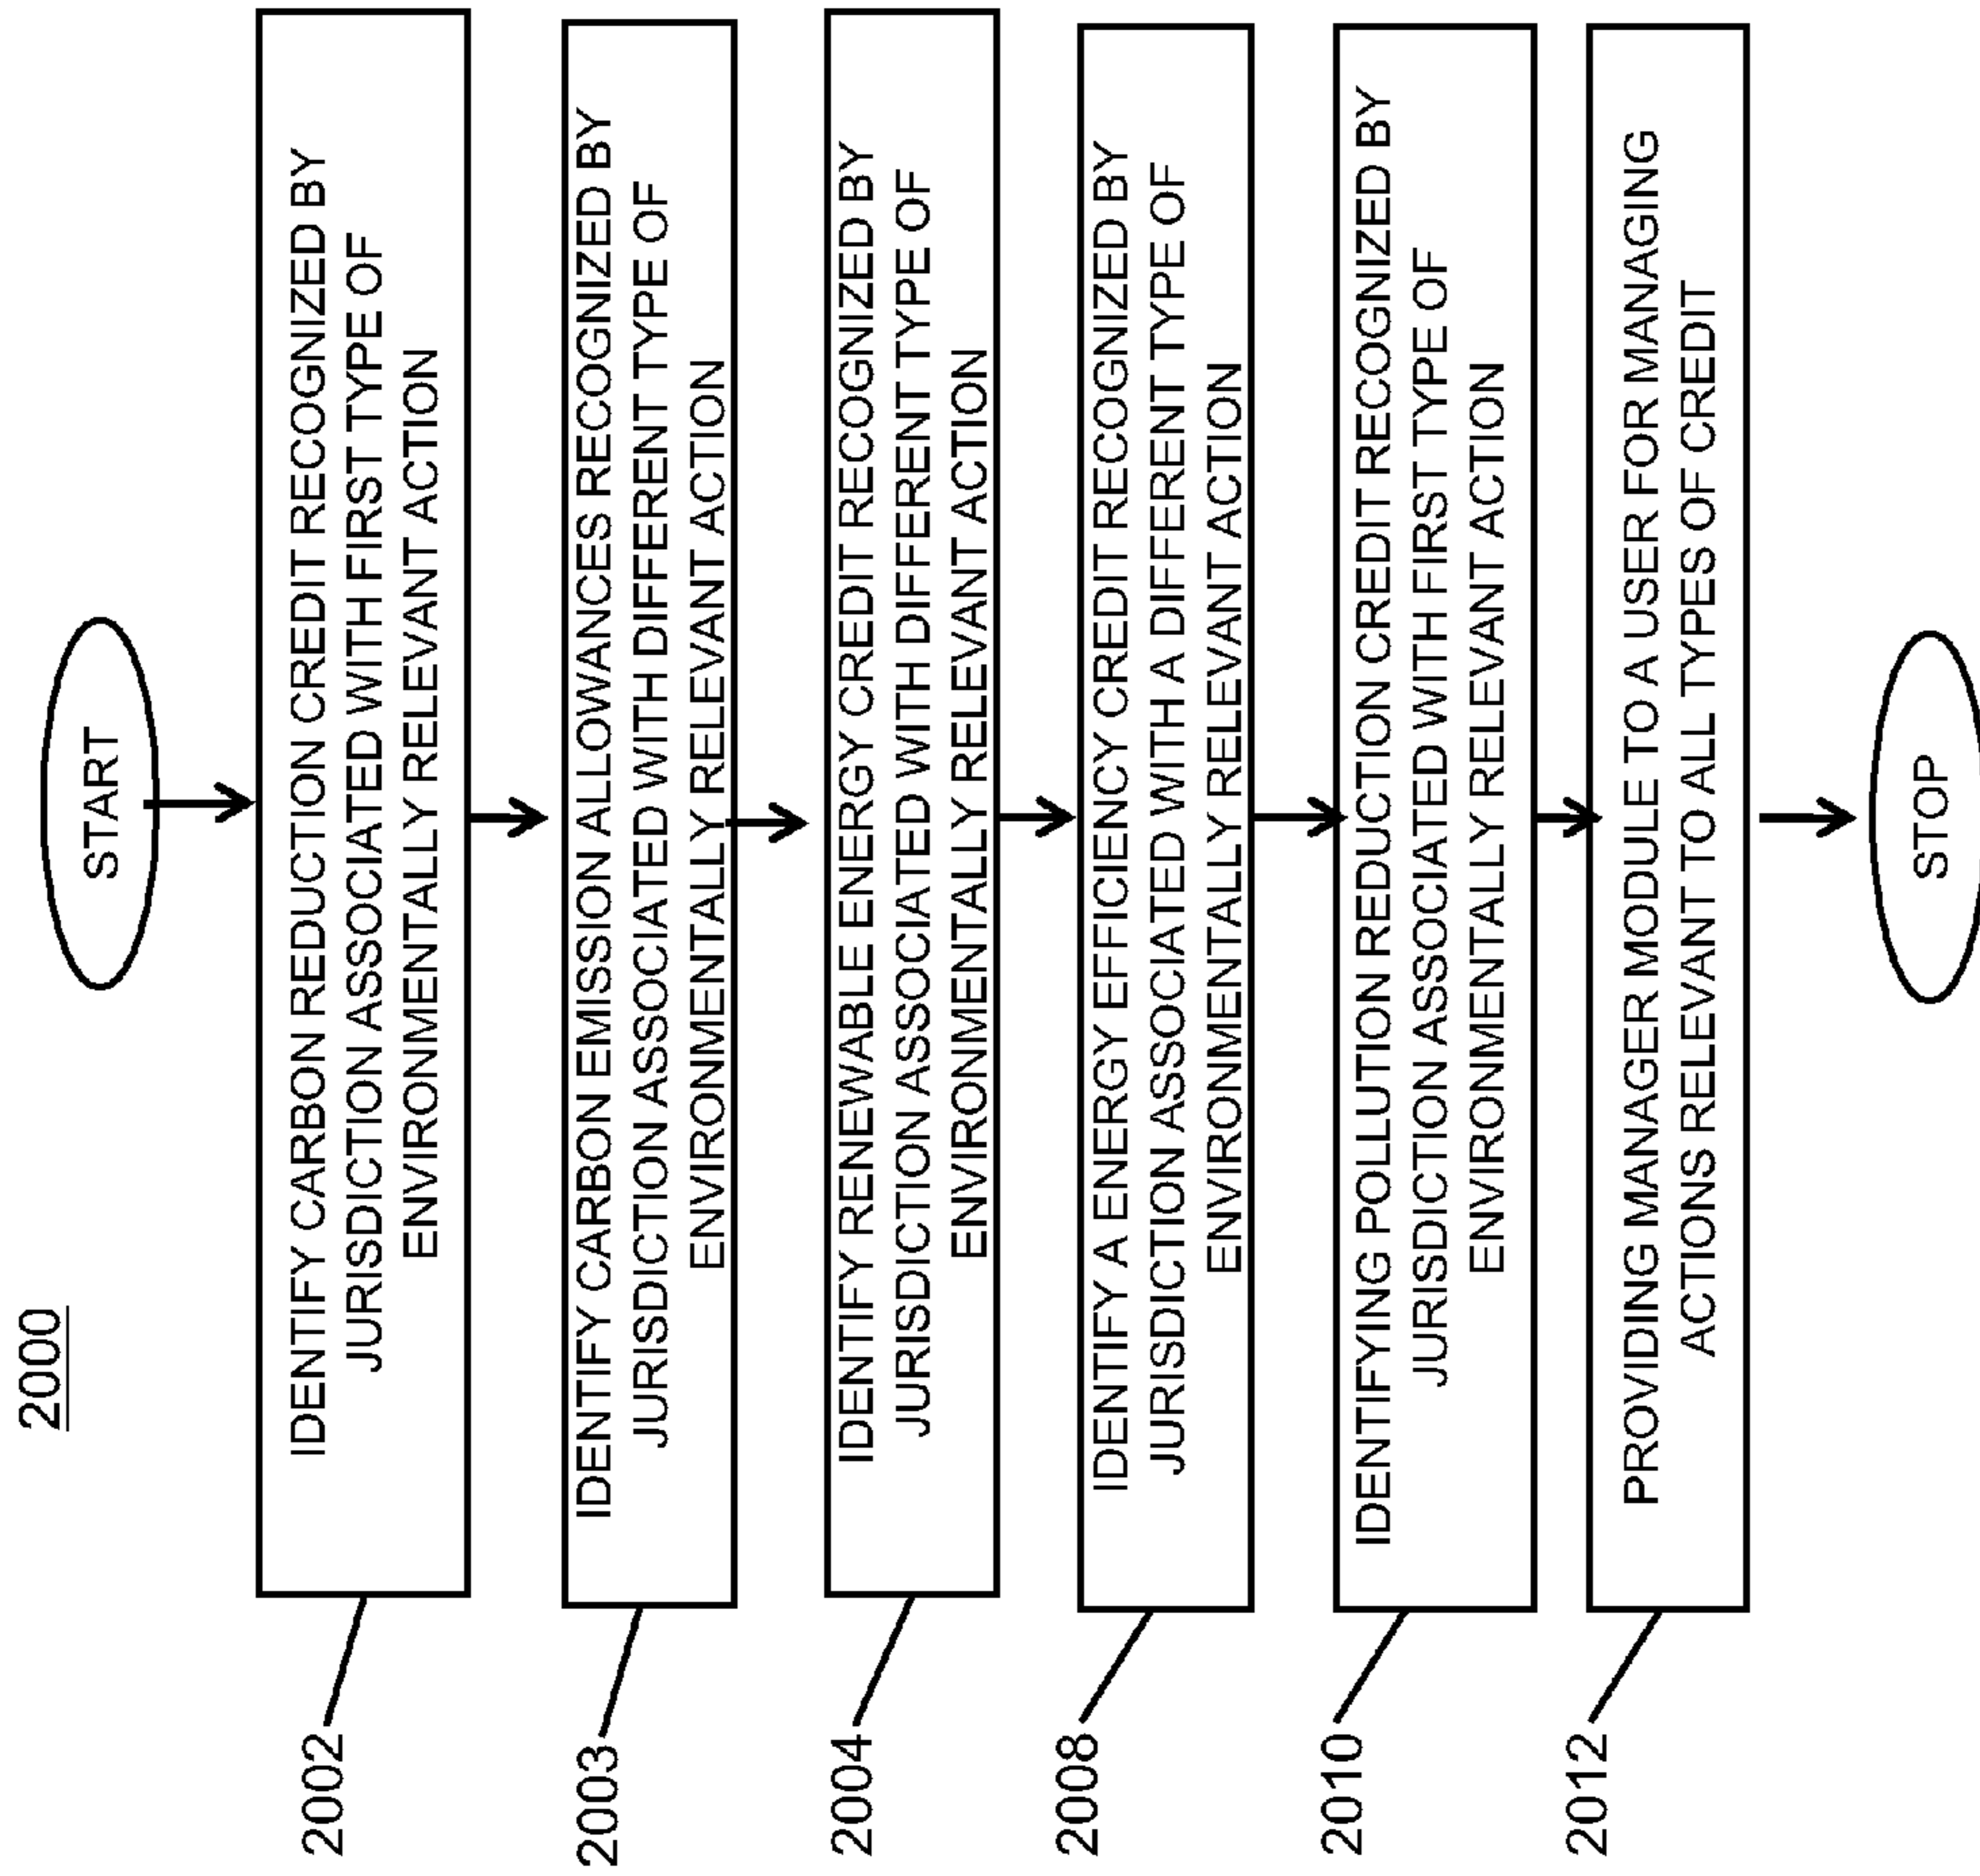 2000
START
2002
IDENTIFY CARBON REDUCTION CREDIT RECOGNIZED BY
JURISDICTION ASSOCIATED WITH FIRST TYPE OF
ENVIRONMENTALLY RELEVANT ACTION
2003
IDENTIFY CARBON EMISSION ALLOWANCES RECOGNIZED BY
JURISDICTION ASSOCIATED WITH DIFFERENT TYPE OF
ENVIRONMENTALLY RELEVANT ACTION
2004
IDENTIFY RENEWABLE ENERGY CREDIT RECOGNIZED BY
JURISDICTION ASSOCIATED WITH DIFFERENT TYPE OF
ENVIRONMENTALLY RELEVANT ACTION
2008
IDENTIFY A ENERGY EFFICIENCY CREDIT RECOGNIZED BY
JURISDICTION ASSOCIATED WITH A DIFFERENT TYPE OF
ENVIRONMENTALLY RELEVANT ACTION
2010
IDENTIFYING POLLUTION REDUCTION CREDIT RECOGNIZED BY
JURISDICTION ASSOCIATED WITH FIRST TYPE OF
ENVIRONMENTALLY RELEVANT ACTION
2012
PROVIDING MANAGER MODULE TO A USER FOR MANAGING
ACTIONS RELEVANT TO ALL TYPES OF CREDIT
STOP